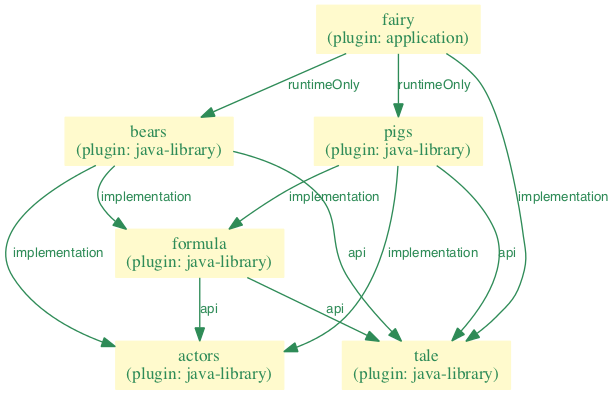 fairy
(plugin: application)
runtimeOnly
runtimeOnly
bears
(plugin: java-library)
pigs
(plugin: java-library)
implementation
implementation
implementation
formula
(plugin: java-library)
implementation
api
implementation
api
api
api
actors
(plugin: java-library)
tale
(plugin: java-library)